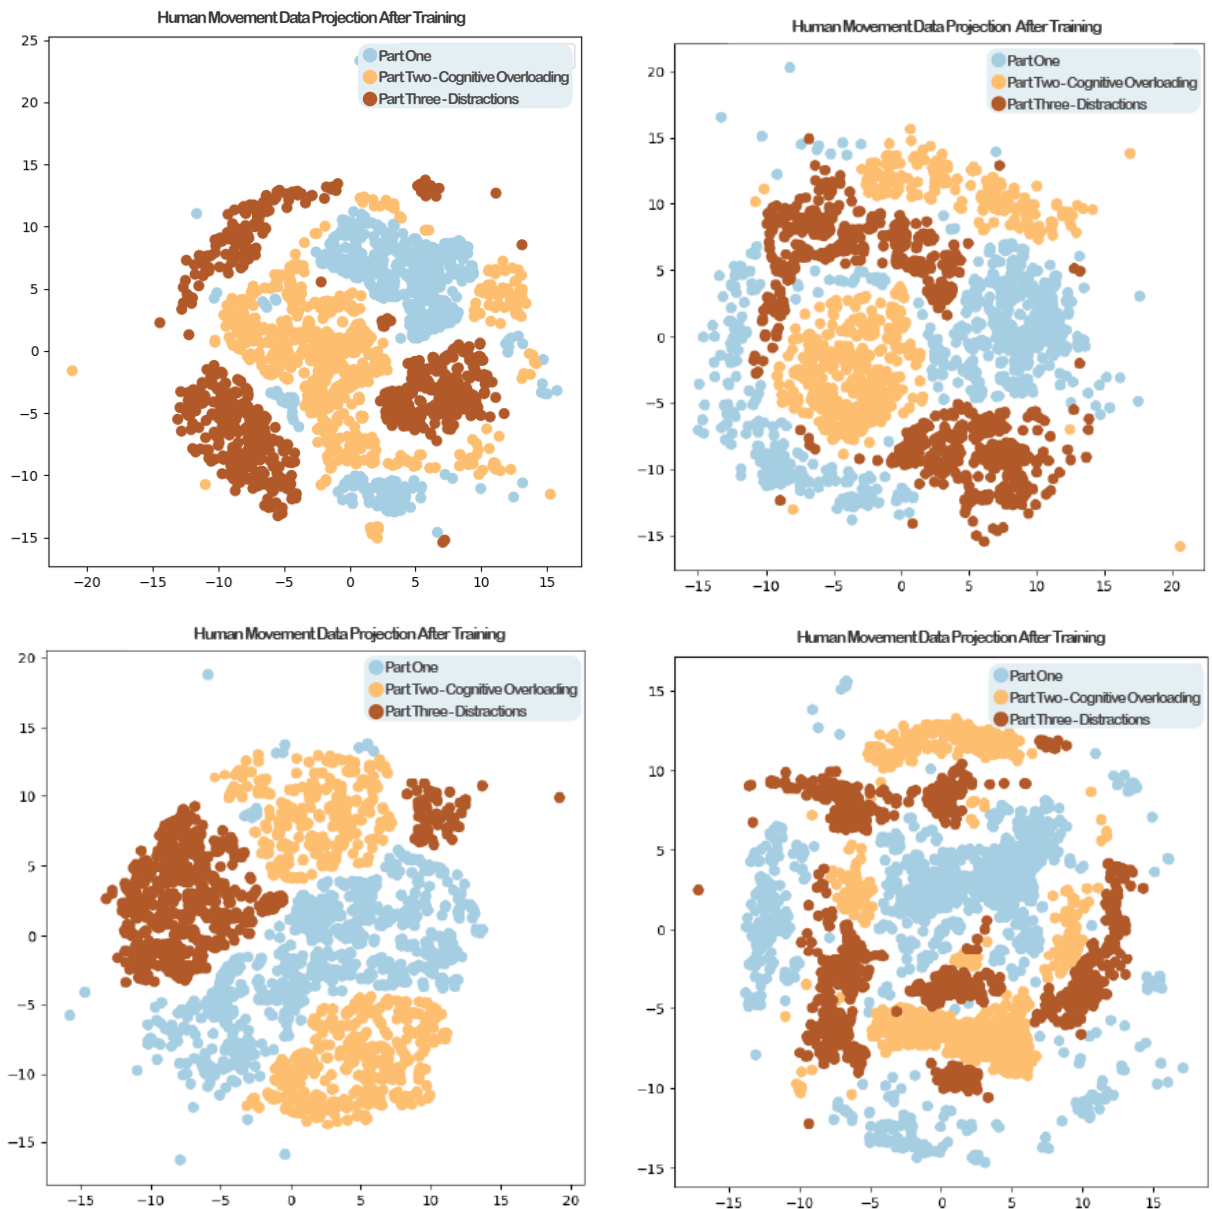 Human Movement Data Projection After Training
25
20
15
10
5
0
−5
−10
−15
−20 −15 −10 −5 0 5 10 15
Part One
Part Two - Cognitive Overloading
Part Three - Distractions
Human Movement Data Projection After Training
20
15
10
5
0
−5
−10
−15
−15 −10 −5 0 5 10 15 20
Part One
Part Two - Cognitive Overloading
Part Three - Distractions
Human Movement Data Projection After Training
20
15
10
5
0
−5
−10
−15
−15 −10 −5 0 5 10 15 20
Part One
Part Two - Cognitive Overloading
Part Three - Distractions
Human Movement Data Projection After Training
15
10
5
0
−5
−10
−15
−15 −10 −5 0 5 10 15
Part One
Part Two - Cognitive Overloading
Part Three - Distractions